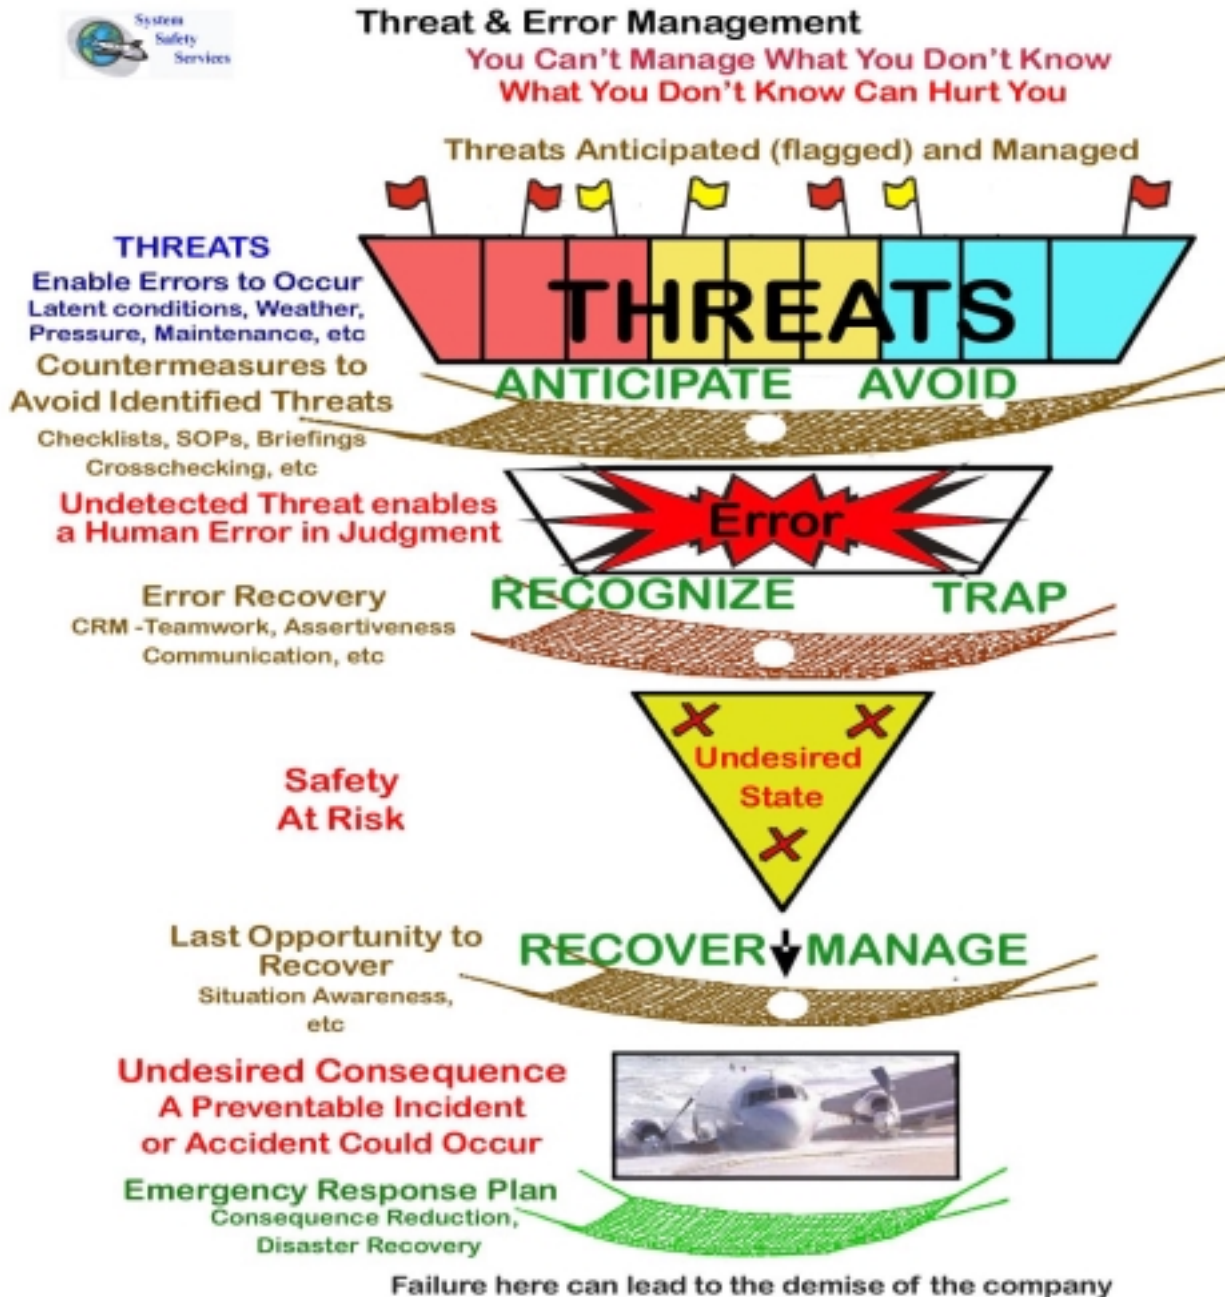 System
Safety
Services
Threat & Error Management
You Can't Manage What You Don't Know
What You Don't Know Can Hurt You
Threats Anticipated (flagged) and Managed
THREATS
Enable Errors to Occur
Latent conditions, Weather,
Pressure, Maintenance, etc
THREATS
Countermeasures to
Avoid Identified Threats
Checklists, SOPs, Briefings
Crosschecking, etc
ANTICIPATE AVOID
Undetected Threat enables
a Human Error in Judgment
Error
RECOGNIZE TRAP
Error Recovery
CRM -Teamwork, Assertiveness
Communication, etc
Undesired
State
Safety
At Risk
Last Opportunity to
Recover
Situation Awareness,
etc
RECOVER MANAGE
Undesired Consequence
A Preventable Incident
or Accident Could Occur
Emergency Response Plan
Consequence Reduction,
Disaster Recovery
Failure here can lead to the demise of the company